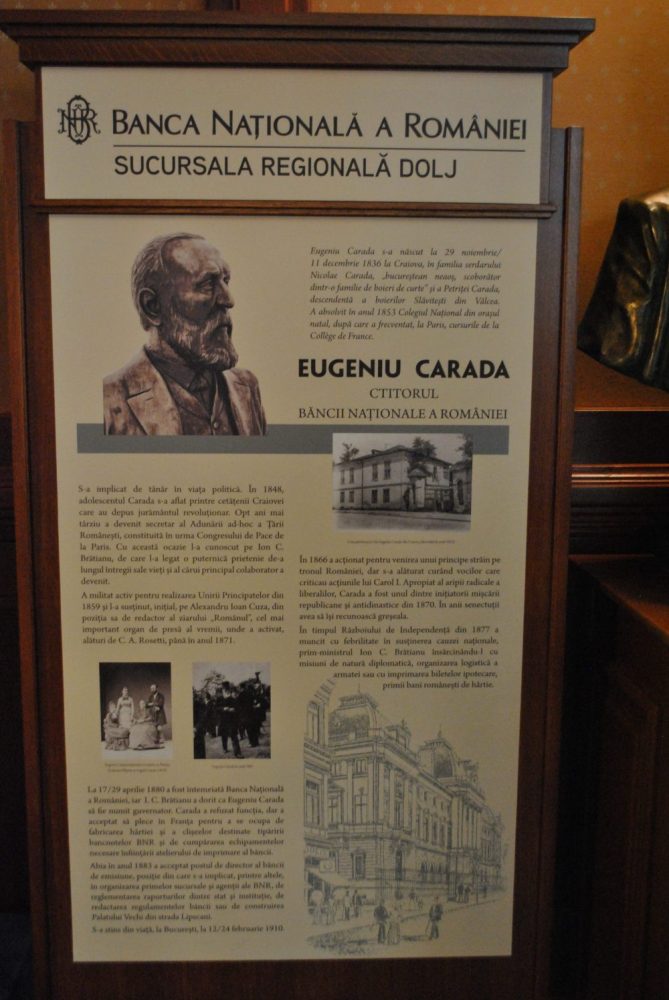 BNR
BANCA NAȚIONALĂ A ROMÂNIEI
SUCURSALA REGIONALĂ DOLJ
Eugeniu Carada s-a născut la 29 noiembrie/
11 decembrie 1836 la Craiova, în familia serdarului
Nicolae Carada, „bucureștean neaoș, scoborâtor
dintr-o familie de boieri de curte” și a Petriței Carada,
descendentă a boierilor Slăvitești din Vâlcea.
A absolvit în anul 1853 Colegiul Național din orașul
natal, după care a frecventat, la Paris, cursurile de la
Collège de France.
EUGENIU CARADA
CTITORUL
BĂNCII NAȚIONALE A ROMÂNIEI
S-a implicat de tânăr în viața politică. În 1848,
adolescentul Carada s-a aflat printre cetățenii Craiovei
care au depus jurământul revoluționar. Opt ani mai
târziu a devenit secretar al Adunării ad-hoc a Țării
Românești, constituită în urma Congresului de Pace de
la Paris. Cu această ocazie l-a cunoscut pe Ion C.
Brătianu, de care l-a legat o puternică prietenie de-a
lungul întregii sale vieți și al cărui principal colaborator a
devenit.
A militat activ pentru realizarea Unirii Principatelor din
1859 și l-a susținut, inițial, pe Alexandru Ioan Cuza, din
poziția sa de redactor al ziarului „Românul”, cel mai
important organ de presă al vremii, unde a activat,
alături de C. A. Rosetti, până în anul 1871.
În 1866 a acționat pentru venirea unui principe străin pe
tronul României, dar s-a alăturat curând vocilor care
criticau acțiunile lui Carol I. Apropiat al aripii radicale a
liberalilor, Carada a fost unul dintre inițiatorii mișcării
republicane și antidinastice din 1870. În anii senectuții
avea să își recunoască greșeala.
În timpul Războiului de Independență din 1877 a
muncit cu febrilitate în susținerea cauzei naționale,
prim-ministrul Ion C. Brătianu însărcinându-l cu
misiuni de natură diplomatică, organizarea logistică a
armatei sau cu imprimarea biletelor ipotecare,
primii bani românești de hârtie.
La 17/29 aprilie 1880 a fost întemeiată Banca Națională
a României, iar I. C. Brătianu a dorit ca Eugeniu Carada
să fie numit guvernator. Carada a refuzat funcția, dar a
acceptat să plece în Franța pentru a se ocupa de
fabricarea hârtiei și a clișeelor destinate tipăririi
bancnotelor BNR și de cumpărarea echipamentelor
necesare înființării atelierului de imprimare al băncii.
Abia în anul 1883 a acceptat postul de director al băncii
de emisiune, poziție din care s-a implicat, printre altele,
în organizarea primelor sucursale și agenții ale BNR, de
reglementarea raporturilor dintre stat și instituție, de
redactarea regulamentelor băncii sau de construirea
Palatului Vechi din strada Lipscani.
S-a stins din viață, la București, la 12/24 februarie 1910.